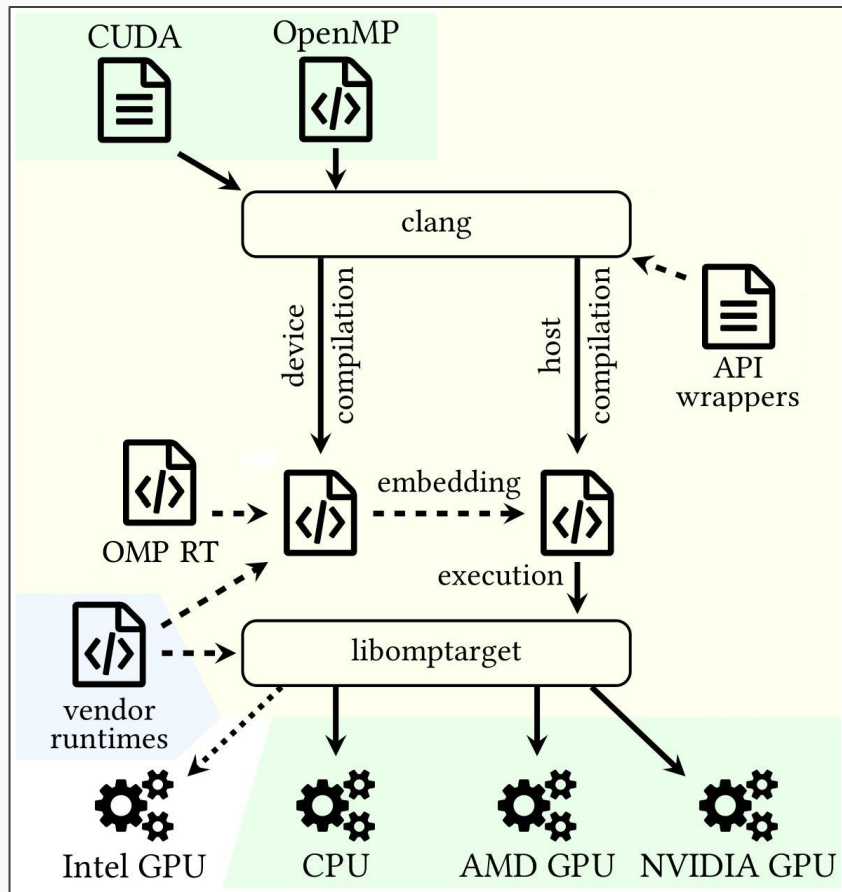 CUDA
OpenMP
</>
clang
device
compilation
host
compilation
API
wrappers
</>
OMP RT
</>
embedding
</>
execution
</>
vendor
runtimes
libomptarget
Intel GPU
CPU
AMD GPU
NVIDIA GPU